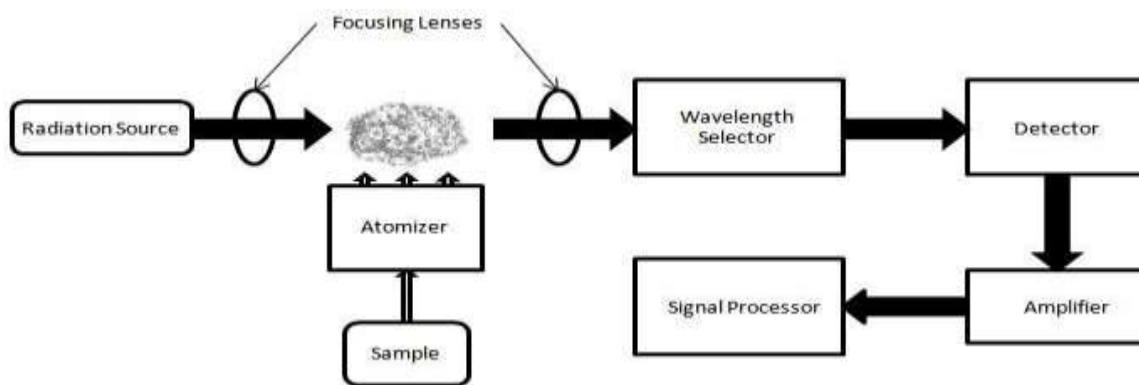 Focusing Lenses
Radiation Source
Wavelength
Selector
Detector
Atomizer
Signal Processor
Amplifier
Sample